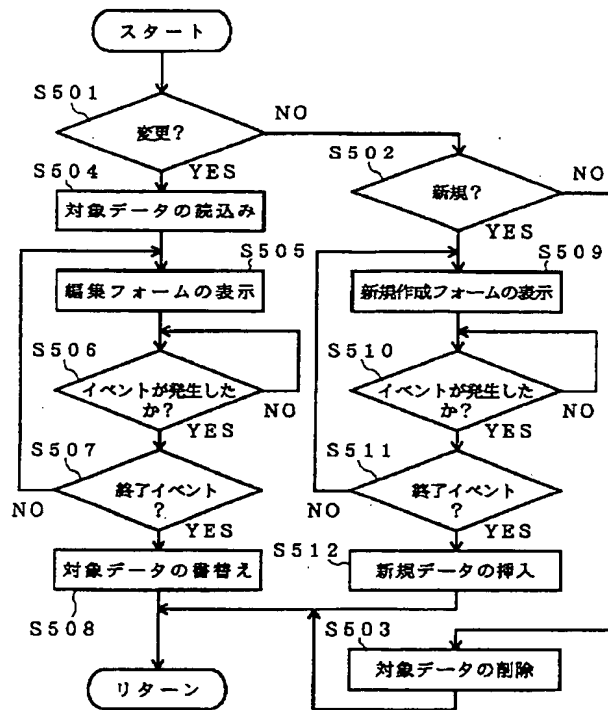 スタート
S501
変更?
NO
YES
S502
新規?
NO
YES
S504
対象データの読込み
S505
編集フォームの表示
S506
イベントが発生した
か?
NO
YES
S507
終了イベント
?
NO
YES
対象データの書替え
S508
S509
新規作成フォームの表示
S510
イベントが発生した
か?
NO
YES
S511
終了イベント
?
NO
YES
S512
新規データの挿入
S503
対象データの削除
リターン